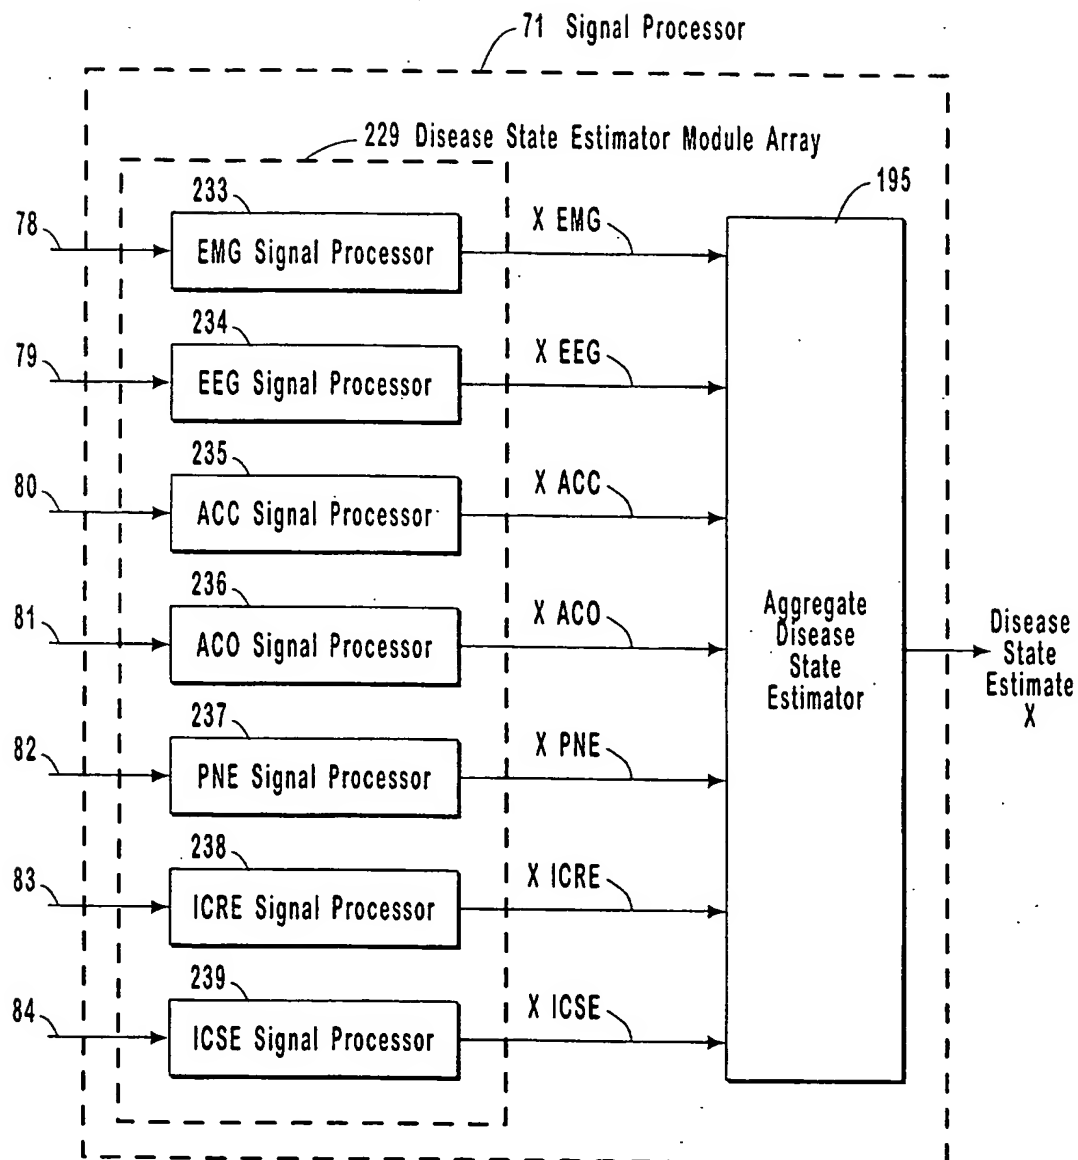 71 Signal Processor
229 Disease State Estimator Module Array
195
233
78
EMG Signal Processor
X EMG
234
79
EEG Signal Processor
X EEG
235
80
ACC Signal Processor
X ACC
236
81
ACO Signal Processor
X ACO
Aggregate
Disease
State
Estimator
Disease
State
Estimate
X
237
82
PNE Signal Processor
X PNE
238
83
ICRE Signal Processor
X ICRE
239
84
ICSE Signal Processor
X ICSE